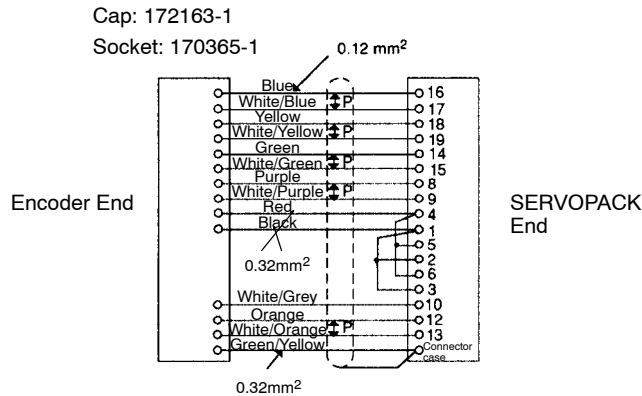 Cap: 172163-1
Socket: 170365-1
0.12 mm²
Blue
16
White/Blue
P
17
Yellow
18
White/Yellow
P
19
Green
14
White/Green
P
15
Purple
8
White/Purple
P
9
Red
4
Black
1
Encoder End
SERVOPACK
End
5
2
0.32mm²
6
3
White/Grey
10
Orange
12
White/Orange
P
13
Green/Yellow
Connector
case
0.32mm²